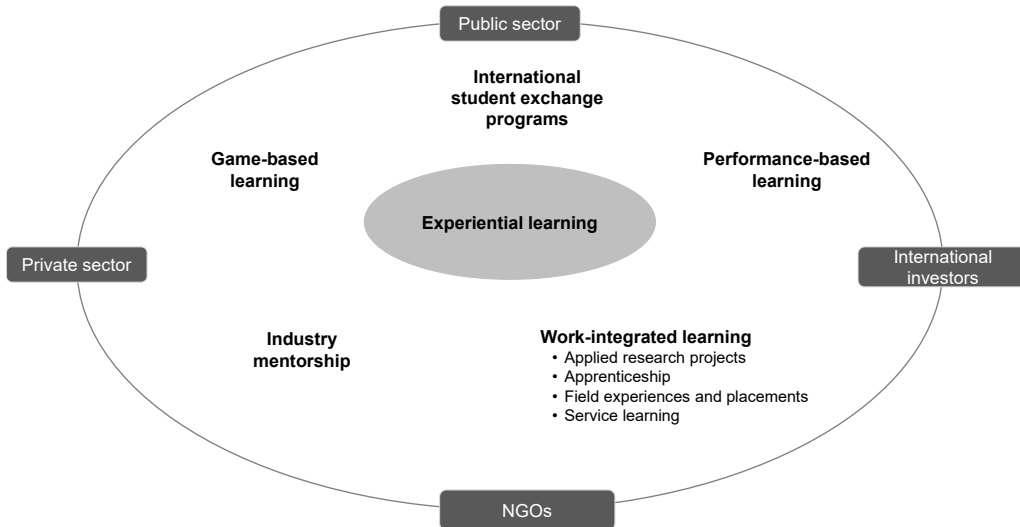 Public sector
International
student exchange
programs
Game-based
learning
Performance-based
learning
Experiential learning
Private sector
International
investors
Industry
mentorship
Work-integrated learning
• Applied research projects
• Apprenticeship
• Field experiences and placements
• Service learning
NGOs